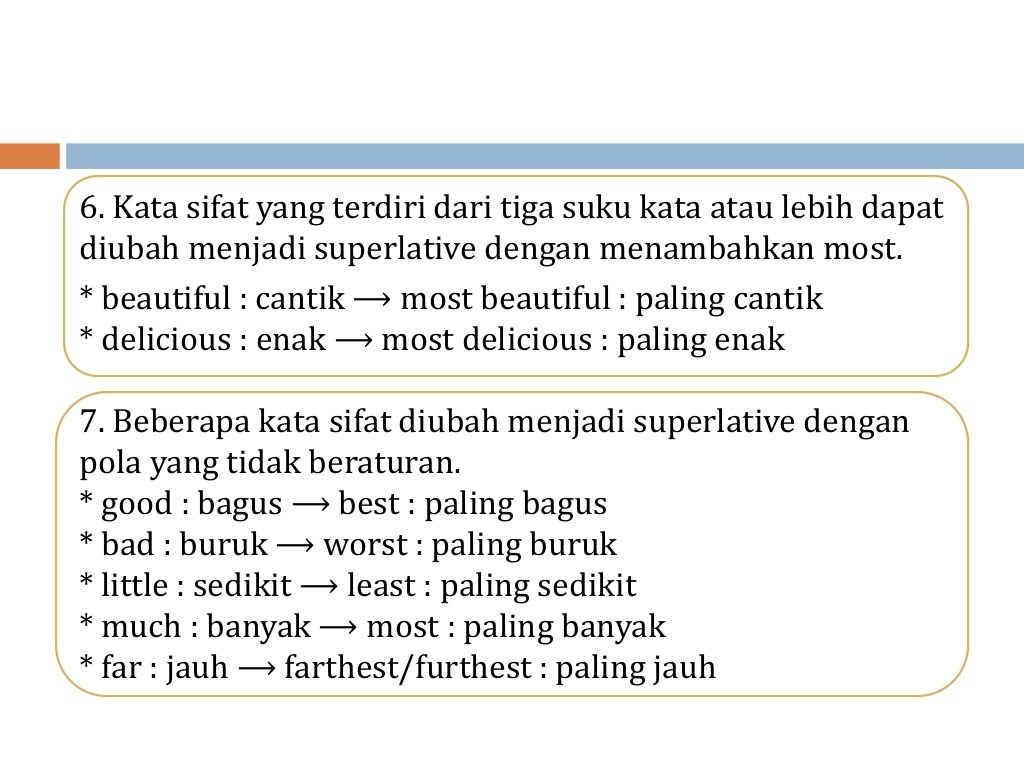 6. Kata sifat yang terdiri dari tiga suku kata atau lebih dapat
diubah menjadi superlative dengan menambahkan most.
* beautiful : cantik ⟶ most beautiful : paling cantik
* delicious : enak ⟶ most delicious : paling enak
7. Beberapa kata sifat diubah menjadi superlative dengan
pola yang tidak beraturan.
* good : bagus ⟶ best : paling bagus
* bad : buruk ⟶ worst : paling buruk
* little : sedikit ⟶ least : paling sedikit
* much : banyak ⟶ most : paling banyak
* far : jauh ⟶ farthest/furthest : paling jauh